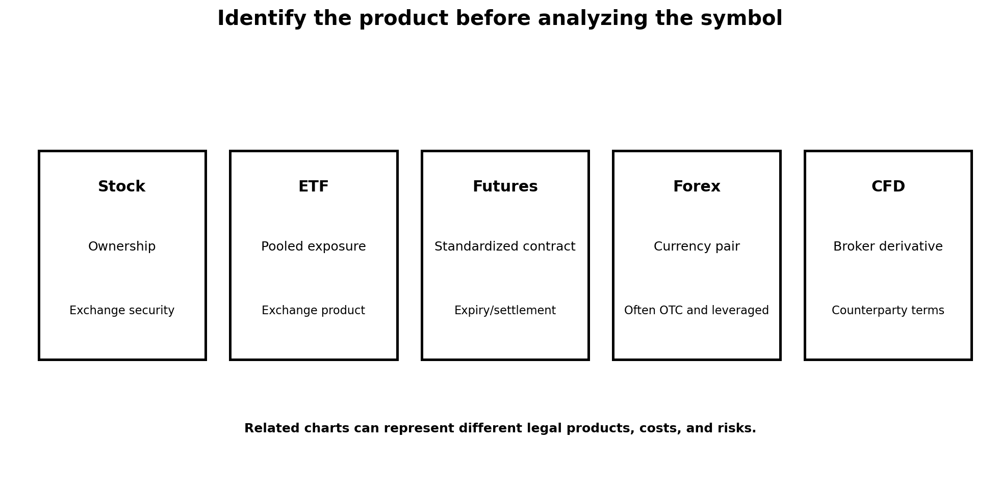 Identify the product before analyzing the symbol
Stock
Ownership
Exchange security
ETF
Pooled exposure
Exchange product
Futures
Standardized contract
Expiry/settlement
Forex
Currency pair
Often OTC and leveraged
CFD
Broker derivative
Counterparty terms
Related charts can represent different legal products, costs, and risks.